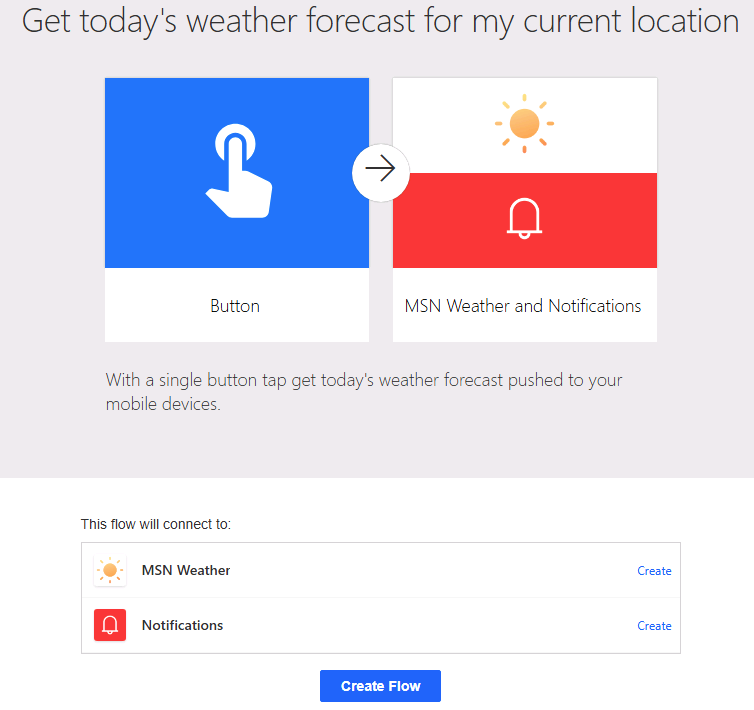 Get today's weather forecast for my current location
Button
MSN Weather and Notifications
With a single button tap get today's weather forecast pushed to your
mobile devices.
This flow will connect to:
MSN Weather
Create
Notifications
Create
Create Flow